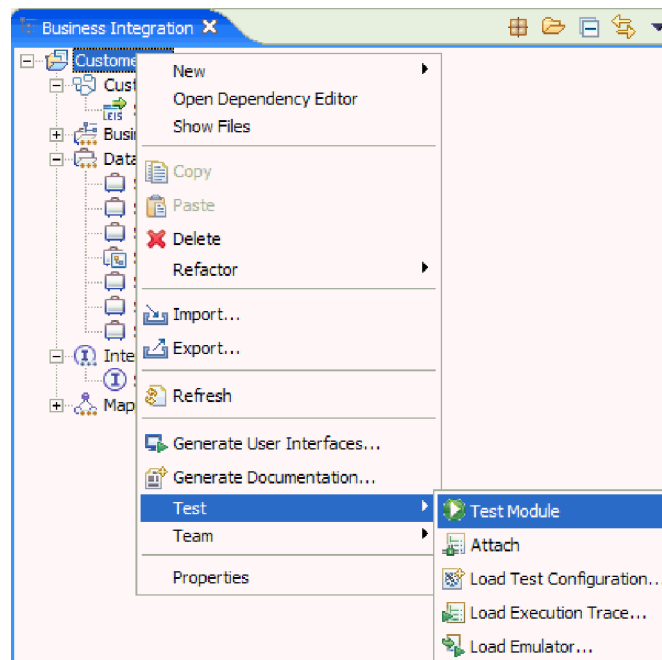 Business Integration
Custome
New
Cust
Open Dependency Editor
EIS
Show Files
Busi
Data
Copy
Paste
Delete
Refactor
Import...
Export...
Inte
Refresh
Map
Generate User Interfaces...
Generate Documentation...
Test
Test Module
Team
Attach
Properties
Load Test Configuration...
Load Execution Trace...
Load Emulator...